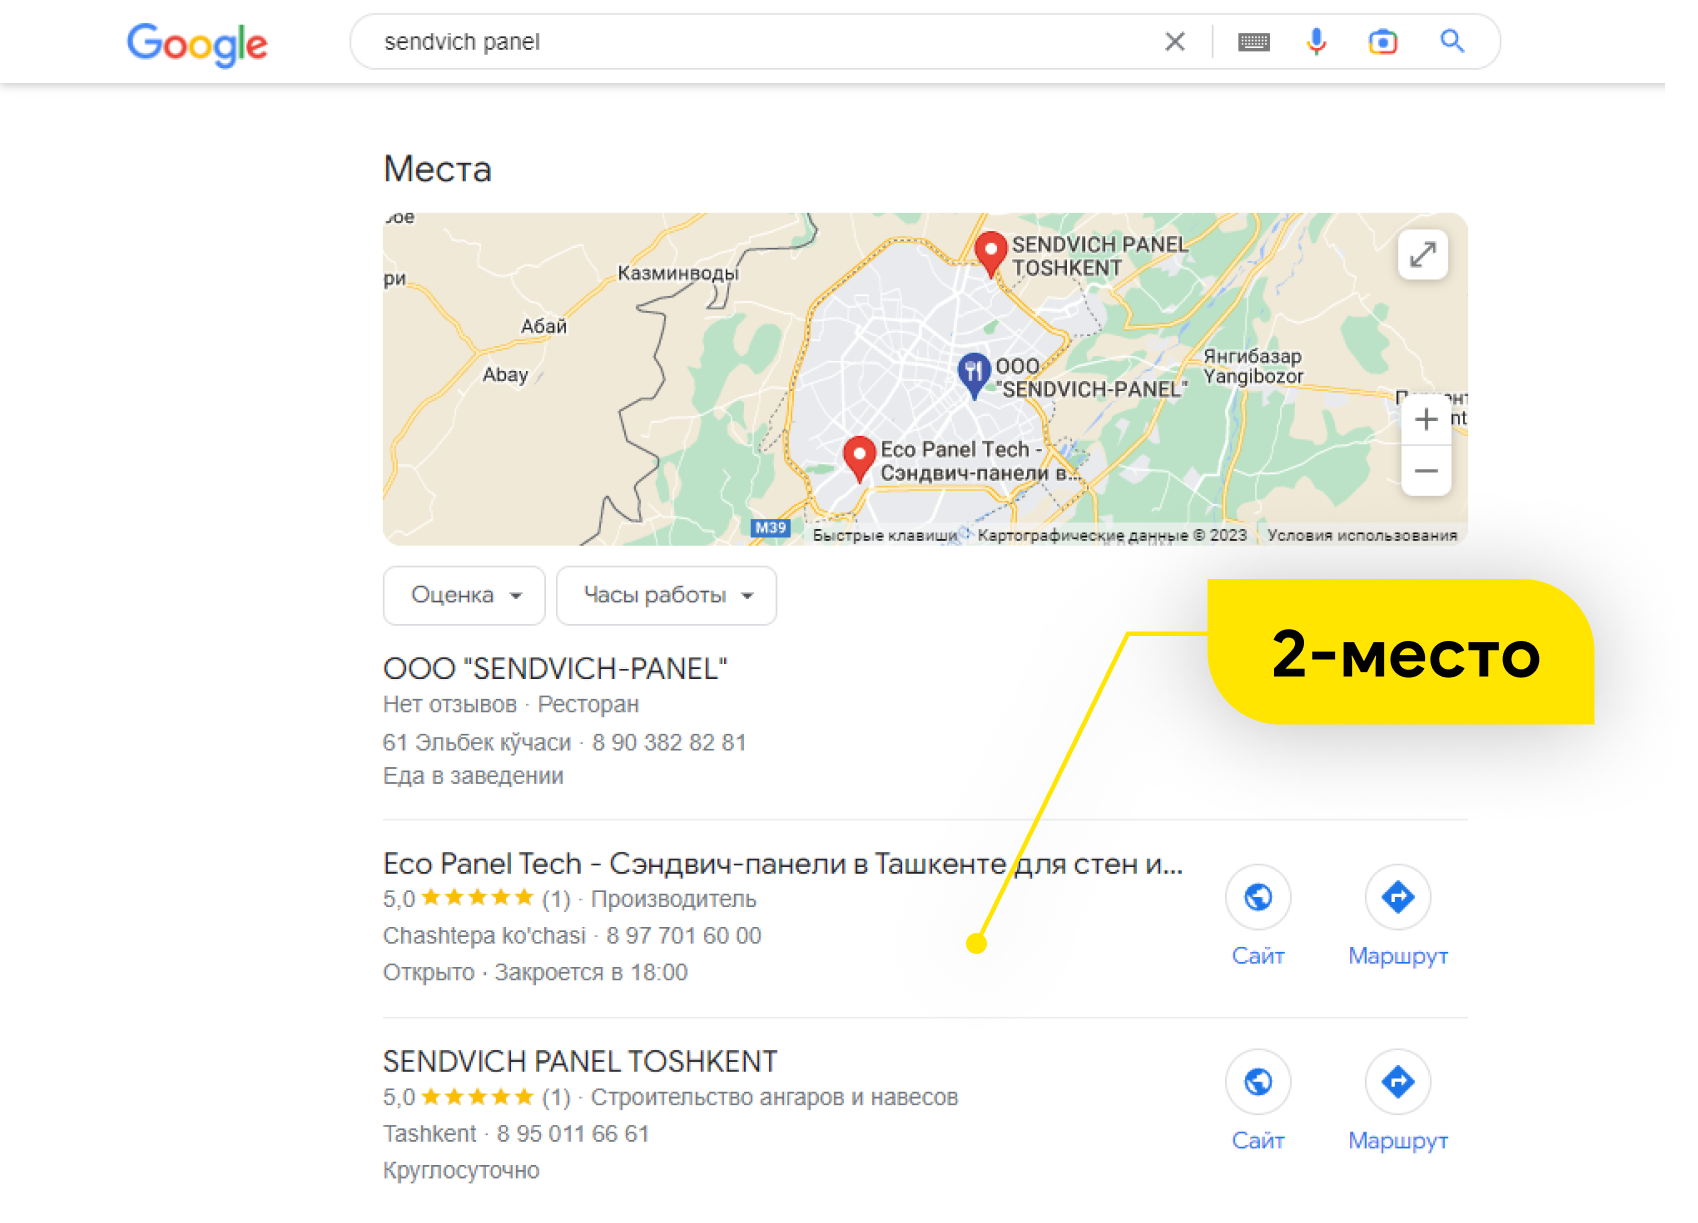 Google
sendvich panel
Места
ри
Казминводы
Абай
Abay
SENDVICH PANEL
TOSHKENT
ООО
"SENDVICH-PANEL"
Янгибазар
Yangibozor
Eco Panel Tech -
Сэндвич-панели в...
M39
Быстрые клавиши
Картографические данные © 2023
Условия использования
Оценка
Часы работы
2-место
ООО "SENDVICH-PANEL"
Нет отзывов · Ресторан
61 Эльбек кўчаси · 8 90 382 82 81
Еда в заведении
Eco Panel Tech - Сэндвич-панели в Ташкенте для стен и...
5,0 ★★★★★ (1) · Производитель
Chashtepa ko'chasi · 8 97 701 60 00
Открыто · Закроется в 18:00
Сайт
Маршрут
SENDVICH PANEL TOSHKENT
5,0 ★★★★★ (1) · Строительство ангаров и навесов
Tashkent · 8 95 011 66 61
Круглосуточно
Сайт
Маршрут